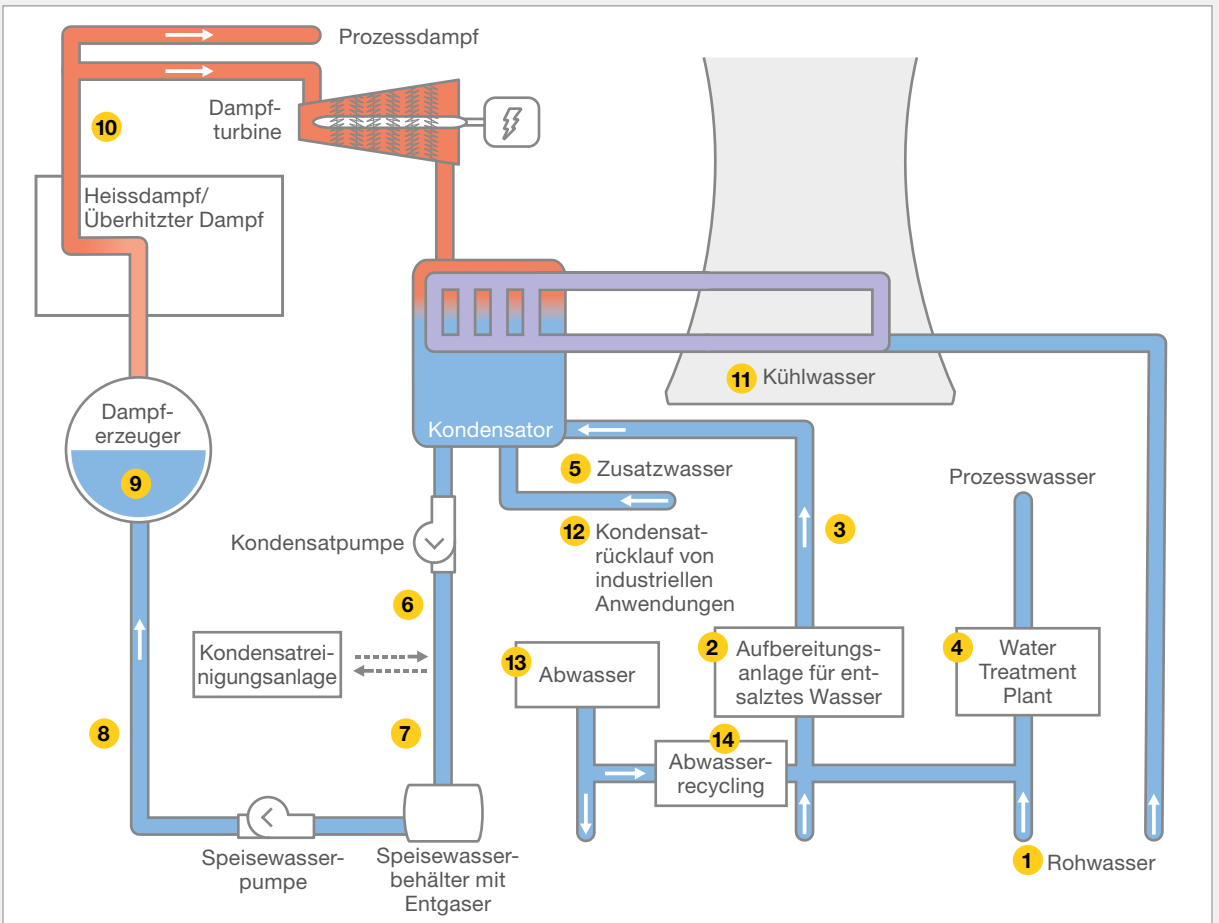 Prozessdampf
Dampf-
turbine
10
Heissdampf/
Überhitzter Dampf
11 Kühlwasser
Dampf-
erzeuger
9
Kondensator
5 Zusatzwasser
Prozesswasser
12 Kondensat-
rücklauf von
industriellen
Anwendungen
3
Kondensatpumpe
6
Kondensatrei-
nigungsanlage
13
Abwasser
2 Aufbereitungs-
anlage für ent-
salztes Wasser
4 Water
Treatment
Plant
8
7
14
Abwasser-
recycling
Speisewasser-
pumpe
Speisewasser-
behälter mit
Entgaser
1 Rohwasser